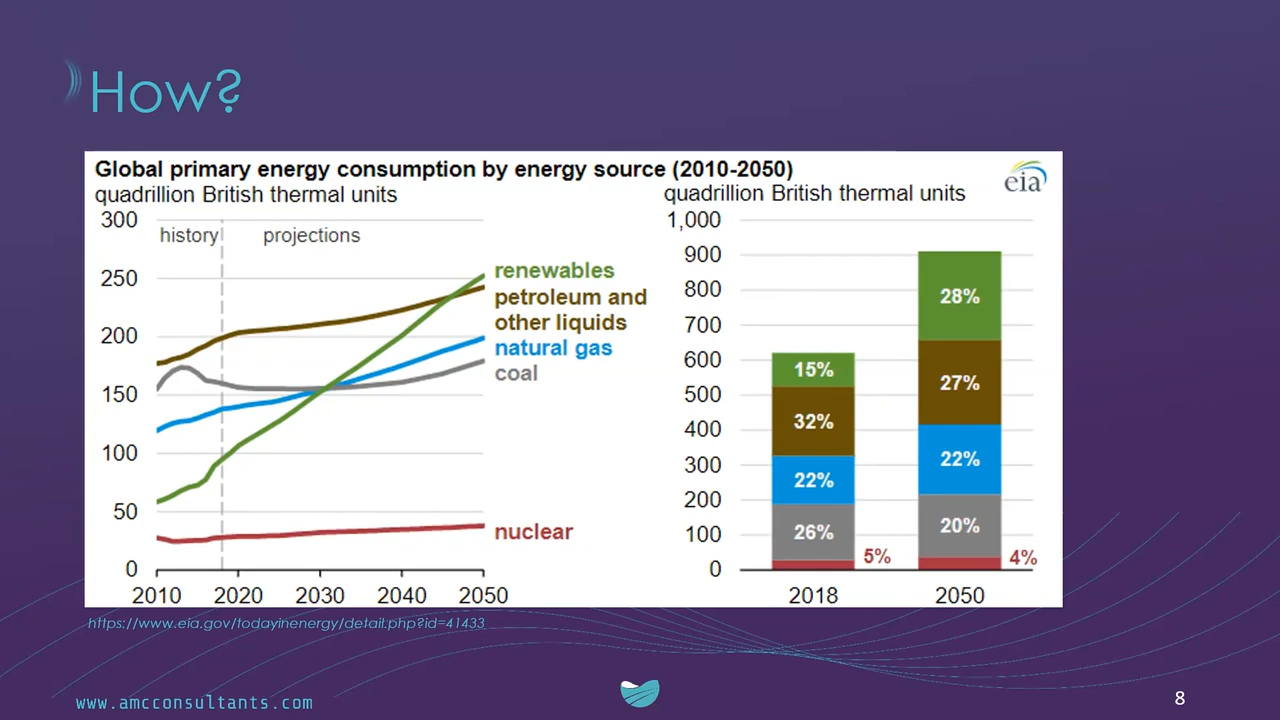 How?
Global primary energy consumption by energy source (2010-2050)
quadrillion British thermal units
300
250
200
150
100
50
0
history
projections
2010
2020
2030
2040
2050
renewables
petroleum and
other liquids
natural gas
coal
nuclear
quadrillion British thermal units
eia
1,000
900
800
700
600
500
400
300
200
100
0
15%
32%
22%
26%
5%
28%
27%
22%
20%
4%
2018
2050
https://www.eia.gov/todayinenergy/detail.php?id=41433
www.amcconsultants.com
8